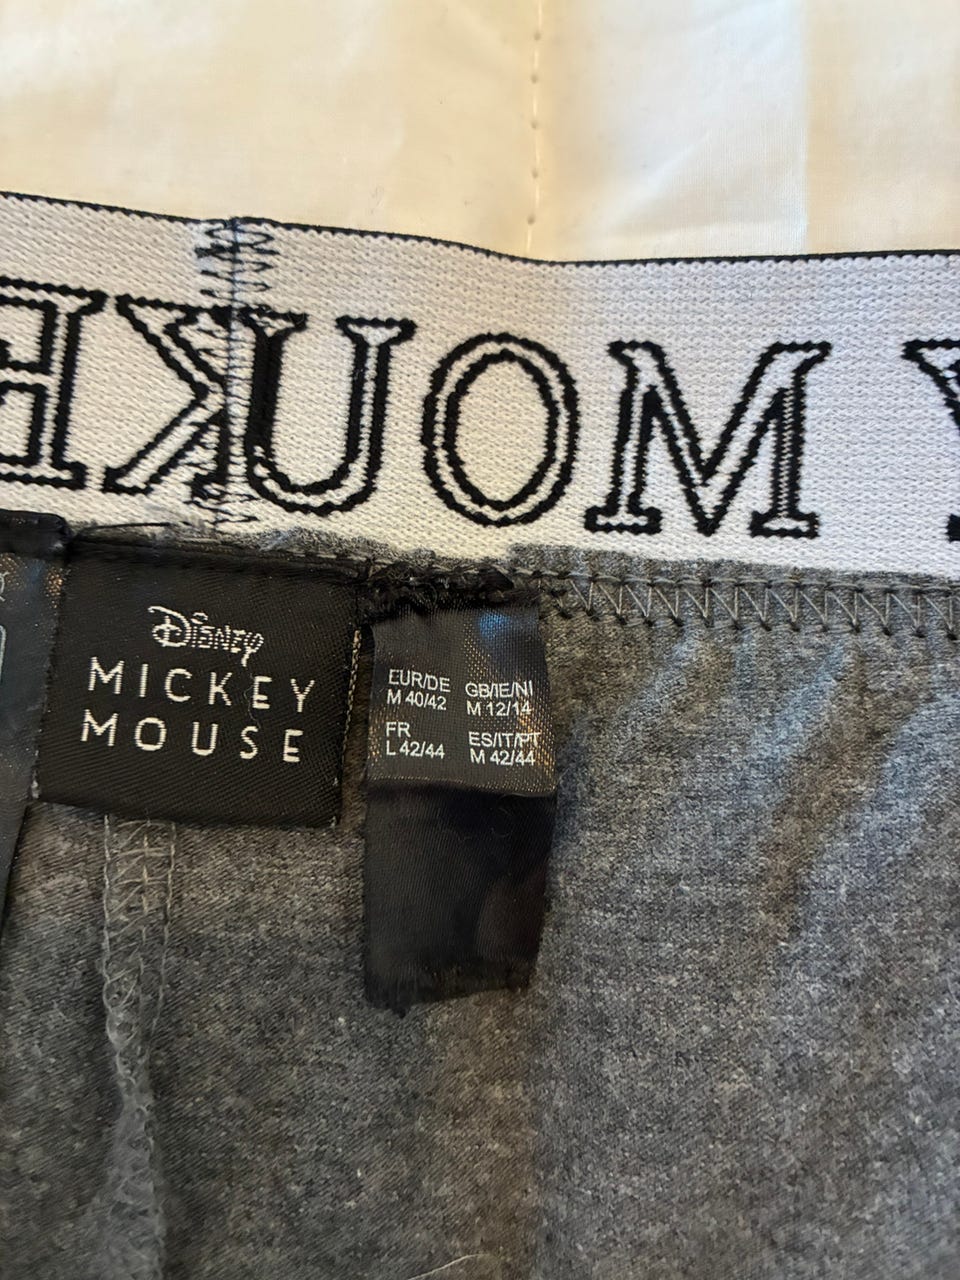 KUOM Y
Disney
MICKEY
MOUSE
EUR/DE
M 40/42
GB/IE/NI
M 12/14
FR
L 42/44
ES/IT/PT
M 42/44